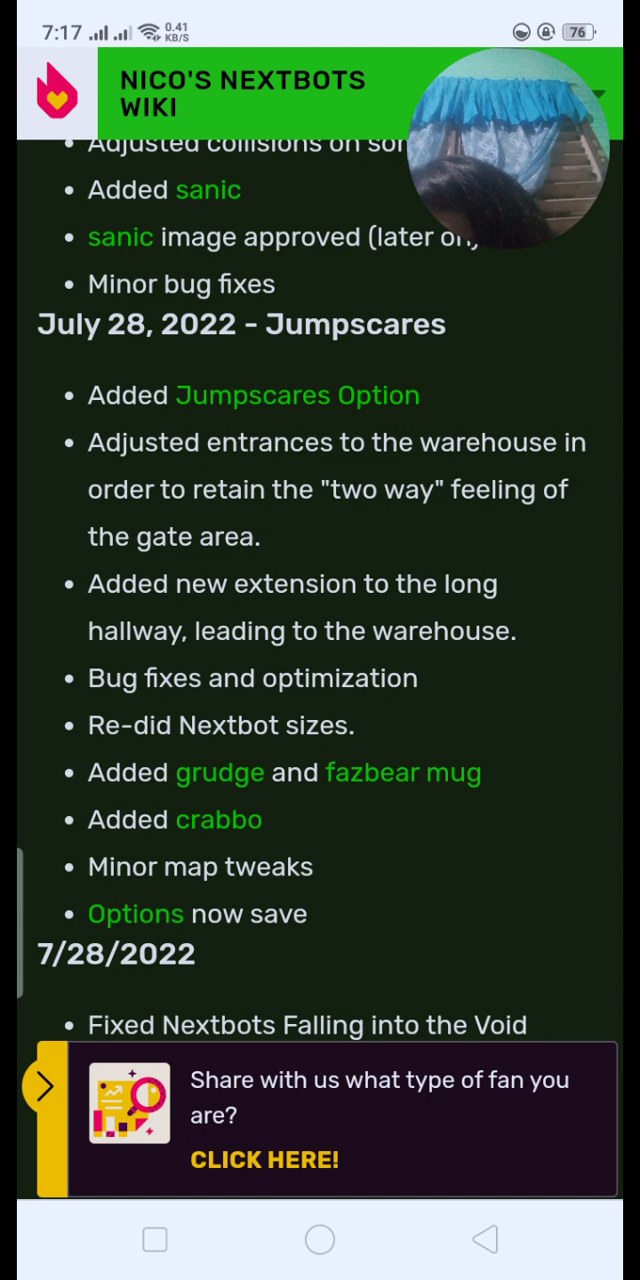 7:17
0.41
KB/S
76
NICO'S NEXTBOTS
WIKI
Adjusted collisions on
Added sanic
sanic image approved (later on)
Minor bug fixes
July 28, 2022 - Jumpscares
Added Jumpscares Option
Adjusted entrances to the warehouse in
order to retain the "two way" feeling of
the gate area.
Added new extension to the long
hallway, leading to the warehouse.
Bug fixes and optimization
Re-did Nextbot sizes.
Added grudge and fazbear mug
Added crabbo
Minor map tweaks
Options now save
7/28/2022
Fixed Nextbots Falling into the Void
Share with us what type of fan you
are?
CLICK HERE!